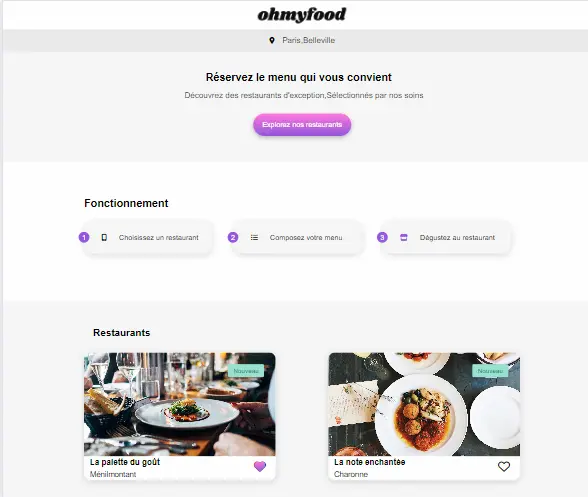 ohmyfood
Paris,Belleville
Réservez le menu qui vous convient
Découvrez des restaurants d'exception,Sélectionnés par nos soins
Explorez nos restaurants
Fonctionnement
1 Choisissez un restaurant
2 Composez votre menu
3 Dégustez au restaurant
Restaurants
Nouveau
Nouveau
La palette du goût
Ménilmontant
La note enchantée
Charonne